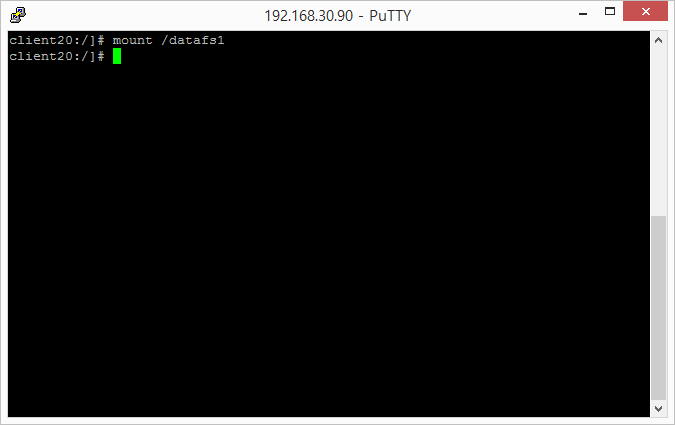 192.168.30.90 - PuTTY
client20:/]# mount /datafs1
client20:/]#